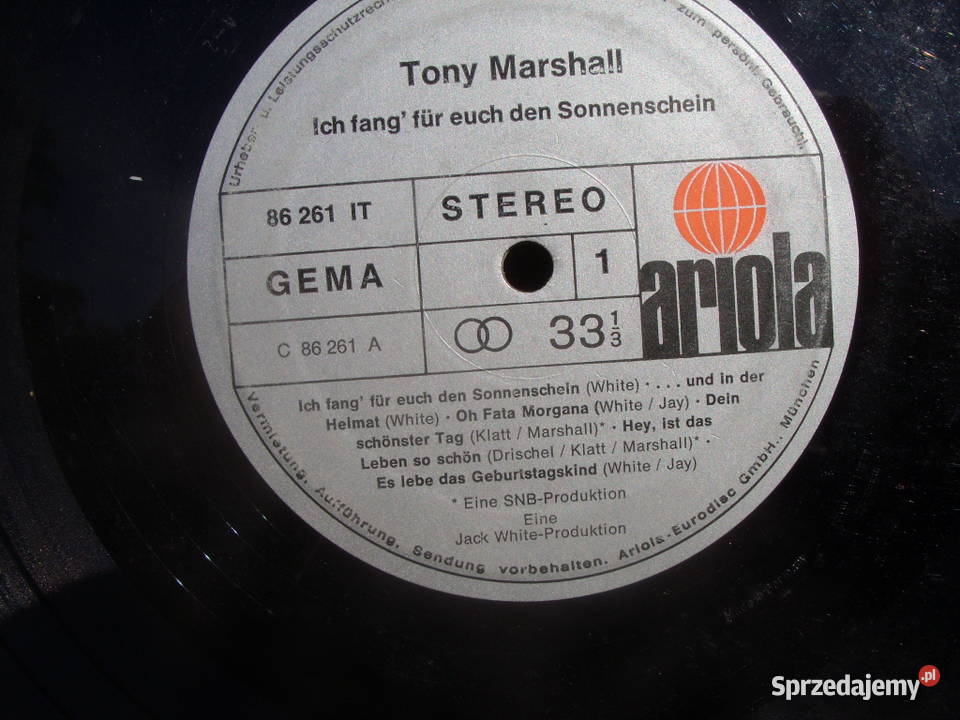 Urheber u. Leistungsschutzrec
zum persönl. Gebrauch).
Tony Marshall
Ich fang' für euch den Sonnenschein
86 261 IT
STEREO
GEMA
1
ariola
C 86 261 A
33 1/3
Ich fang' für euch den Sonnenschein (White) · . . . und in der
Heimat (White) · Oh Fata Morgana (White / Jay) · Dein
schönster Tag (Klatt / Marshall)* · Hey, ist das
Leben so schön (Drischel / Klatt / Marshall)* ·
Es lebe das Geburtstagskind (White / Jay)
* Eine SNB-Produktion
Eine
Jack White-Produktion
Vermietung, Aufführung, Sendung vorbehalten. Ariola-Eurodisc GmbH., München
Sprzedajemy.pl